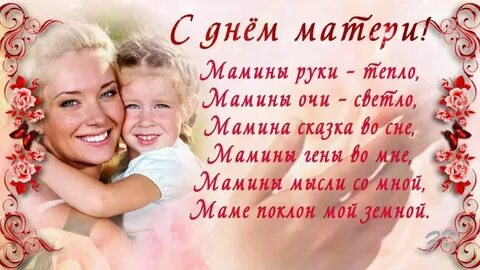 С днём матери!
Мамины руки - тепло,
Мамины очи - светло,
Мамина сказка во сне,
Мамины гены во мне,
Мамины мысли со мной,
Маме поклон мой земной.